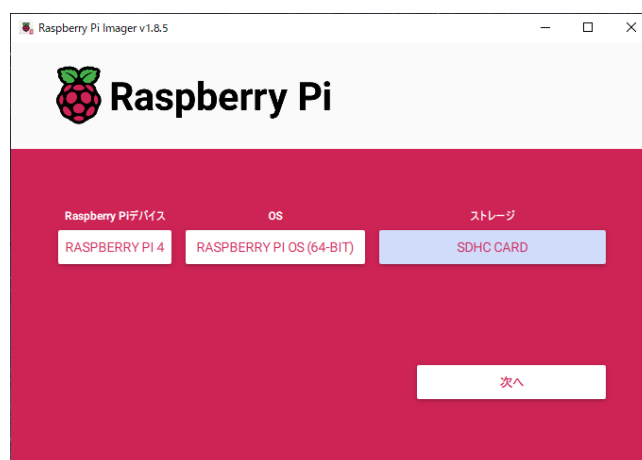 Raspberry Pi Imager v1.8.5
Raspberry Pi
Raspberry Piデバイス OS ストレージ
RASPBERRY PI 4 RASPBERRY PI OS (64-BIT) SDHC CARD
次へ